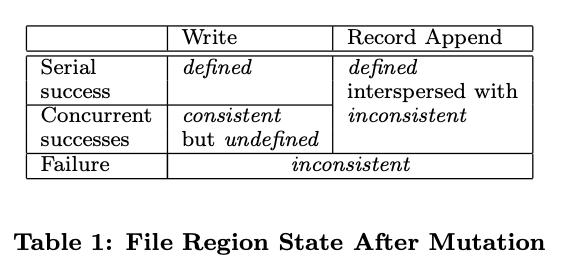 Write Record Append
Serial defined defined
success interspersed with
Concurrent consistent inconsistent
successes but undefined
Failure inconsistent
Table 1: File Region State After Mutation